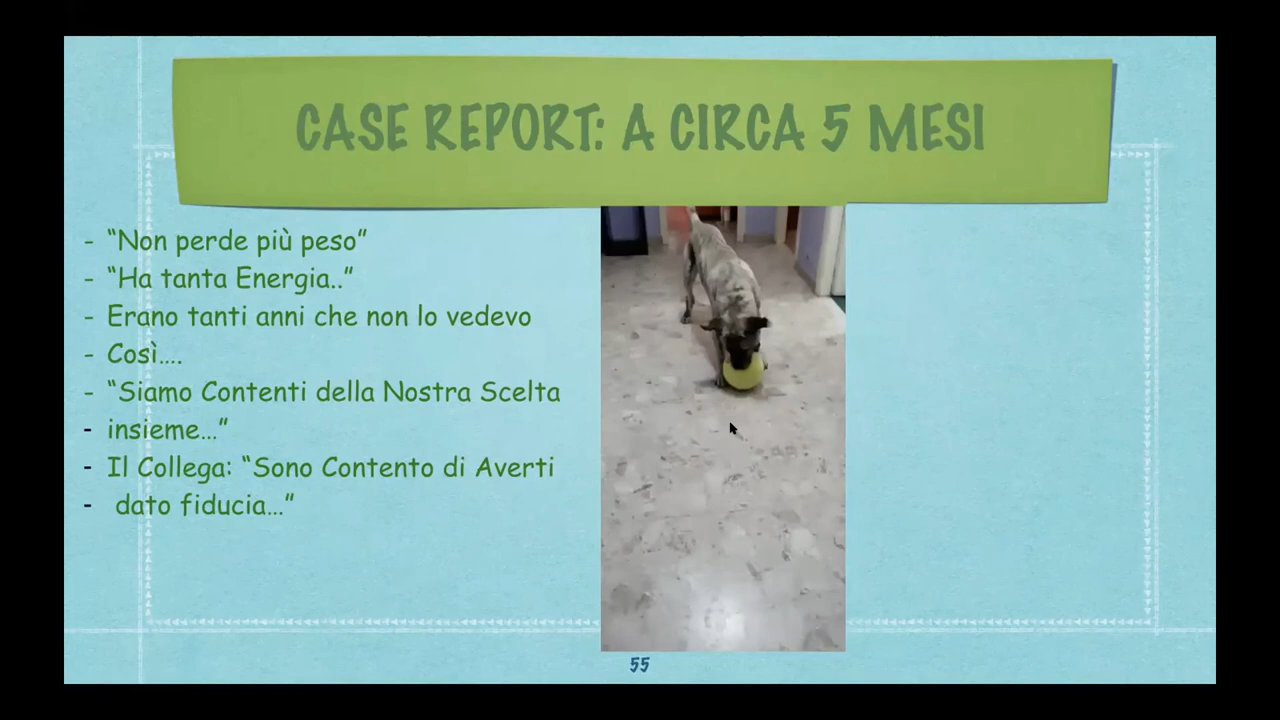 CASE REPORT: A CIRCA 5 MESI
- “Non perde più peso”
- “Ha tanta Energia..”
- Erano tanti anni che non lo vedevo
- Così....
- “Siamo Contenti della Nostra Scelta
- insieme…”
- Il Collega: “Sono Contento di Averti
- dato fiducia…”
55